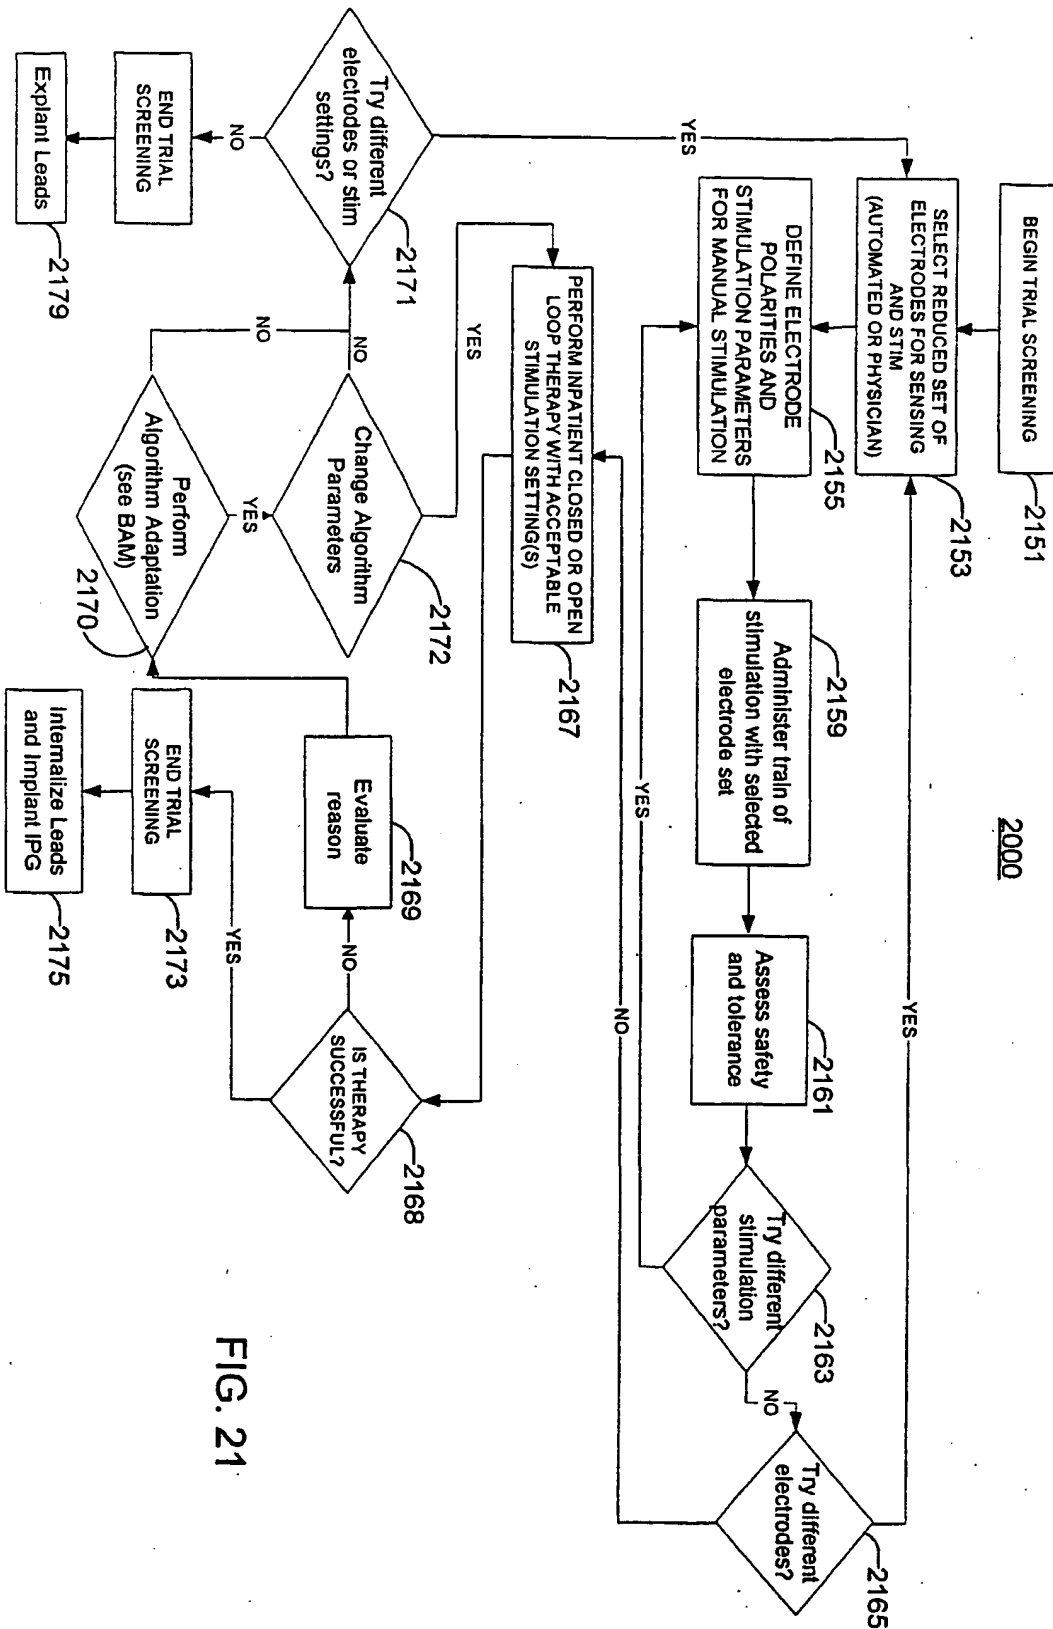 2000
BEGIN TRIAL SCREENING
2151
SELECT REDUCED SET OF
ELECTRODES FOR SENSING
AND STIM
(AUTOMATED OR PHYSICIAN)
2153
YES
YES
DEFINE ELECTRODE
POLARITIES AND
STIMULATION PARAMETERS
FOR MANUAL STIMULATION
2155
Administer train of
stimulation with selected
electrode set
2159
Assess safety
and tolerance
2161
Try different
stimulation
parameters?
2163
NO
Try different
electrodes?
2165
YES
NO
PERFORM INPATIENT CLOSED OR OPEN
LOOP THERAPY WITH ACCEPTABLE
STIMULATION SETTING(S)
2167
YES
Try different
electrodes or stim
settings?
2171
NO
Change Algorithm
Parameters
2172
IS THERAPY
SUCCESSFUL?
2168
NO
Evaluate
reason
2169
NO
YES
Perform
Algorithm Adaptation
(see BAM)
2170
NO
END TRIAL
SCREENING
Explant Leads
2179
YES
END TRIAL
SCREENING
2173
Internalize Leads
and Implant IPG
2175
FIG. 21